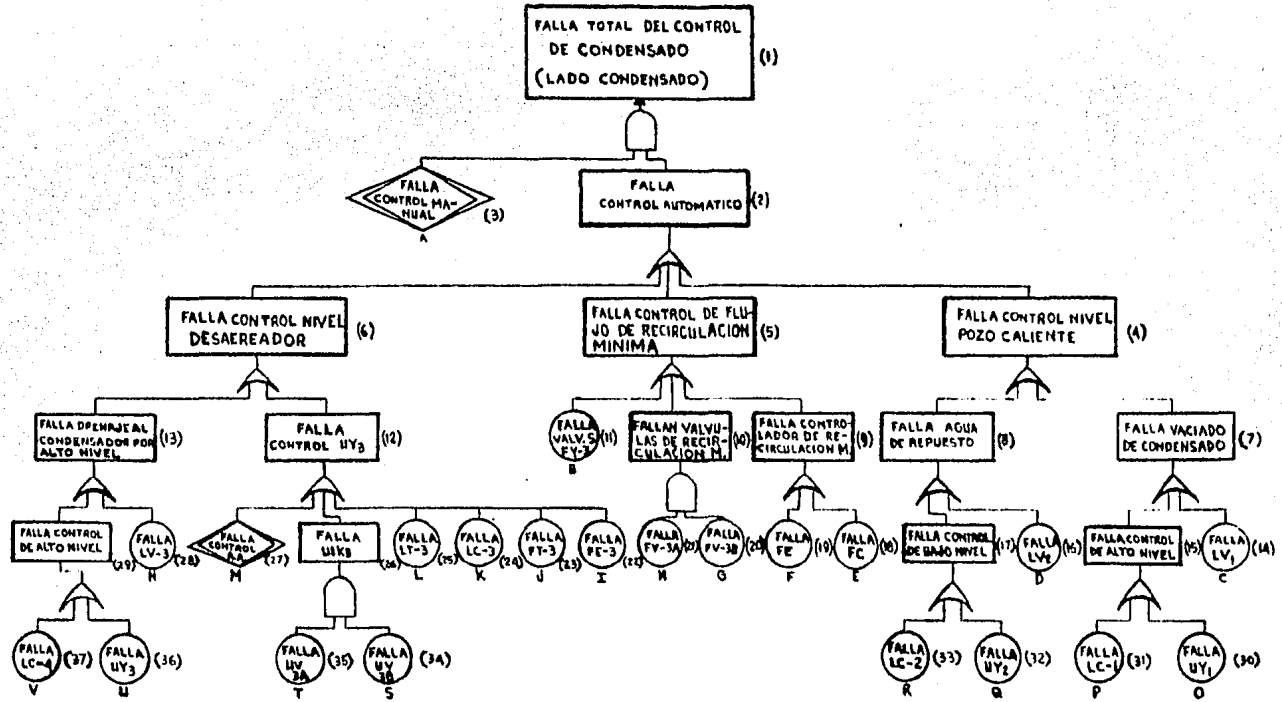 FALLA TOTAL DEL CONTROL
DE CONDENSADO
(LADO CONDENSADO)
(1)
FALLA
CONTROL MA-
NUAL
(3)
A
FALLA
CONTROL AUTOMATICO
(2)
FALLA CONTROL NIVEL
DESAEREADOR
(6)
FALLA CONTROL DE FLU-
JO DE RECIRCULACION
MINIMA
(5)
FALLA CONTROL NIVEL
POZO CALIENTE
(4)
FALLA DRENAJE AL
CONDENSADOR POR
ALTO NIVEL
(13)
FALLA
CONTROL UY3
(12)
FALLA
VALV. S
FY-3
(11)
B
FALLAN VALVU-
LAS DE RECIR-
CULACION M.
(10)
FALLA CONTRO-
LADOR DE RE-
CIRCULACION M.
(9)
FALLA AGUA
DE REPUESTO
(8)
FALLA VACIADO
DE CONDENSADO
(7)
FALLA CONTROL
DE ALTO NIVEL
(29)
FALLA
LV-3
(28)
H
FALLA
CONTROL
(27)
M
FALLA
(26)
FALLA
LT-3
(25)
L
FALLA
LC-3
(24)
K
FALLA
FT-3
(23)
J
FALLA
FE-3
(22)
I
FALLA
FV-3A
(21)
H
FALLA
FV-3B
(20)
G
FALLA
FE
(19)
F
FALLA
FC
(18)
E
FALLA CONTROL
DE BAJO NIVEL
(17)
FALLA
LV2
(16)
D
FALLA CONTROL
DE ALTO NIVEL
(15)
FALLA
LV1
(14)
C
FALLA
LC-4
(37)
V
FALLA
UY3
(36)
U
FALLA
UV
3A
(35)
T
FALLA
UY
3B
(34)
S
FALLA
LC-2
(33)
R
FALLA
UY2
(32)
Q
FALLA
LC-1
(31)
P
FALLA
UY1
(30)
O